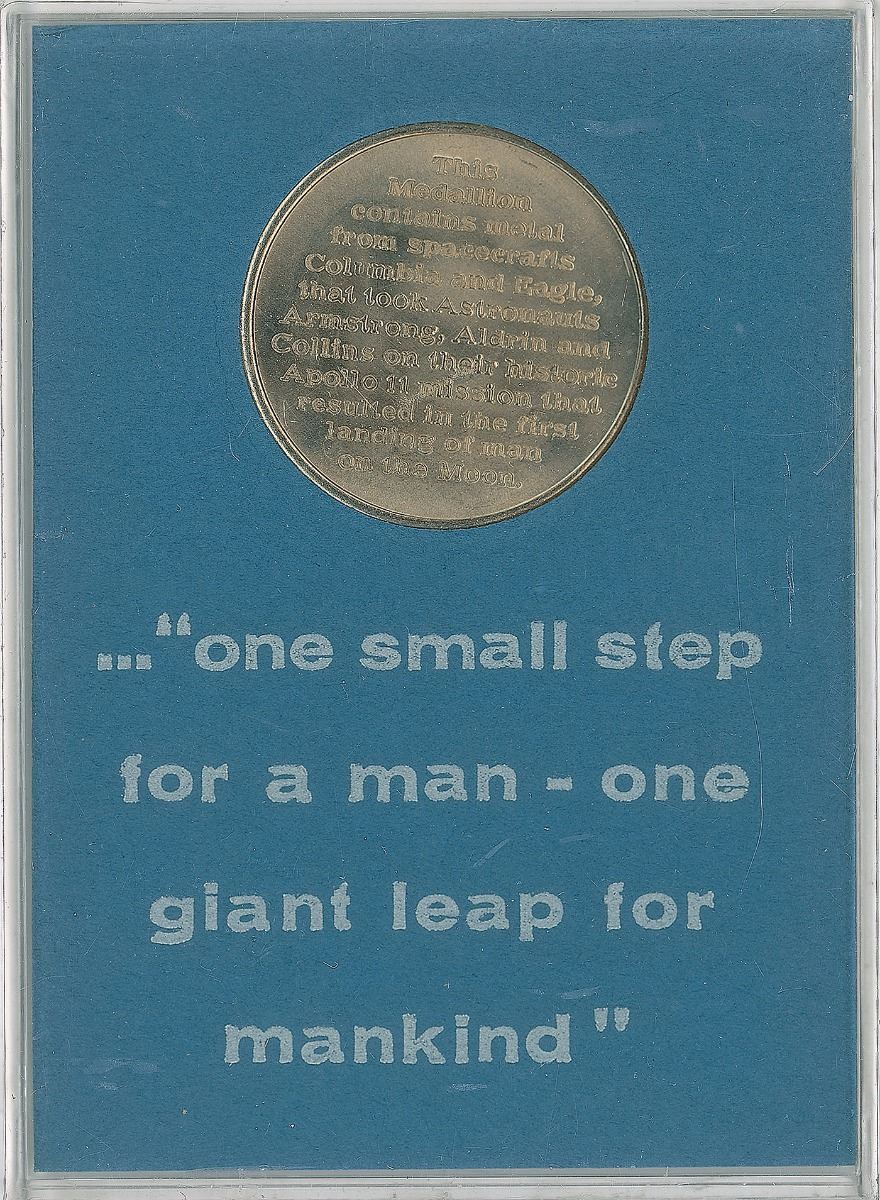 This
Medallion
contains metal
from spacecrafts
Columbia and Eagle,
that took Astronauts
Armstrong, Aldrin and
Collins on their historic
Apollo 11 mission that
resulted in the first
landing of man
on the Moon.
..."one small step
for a man - one
giant leap for
mankind"